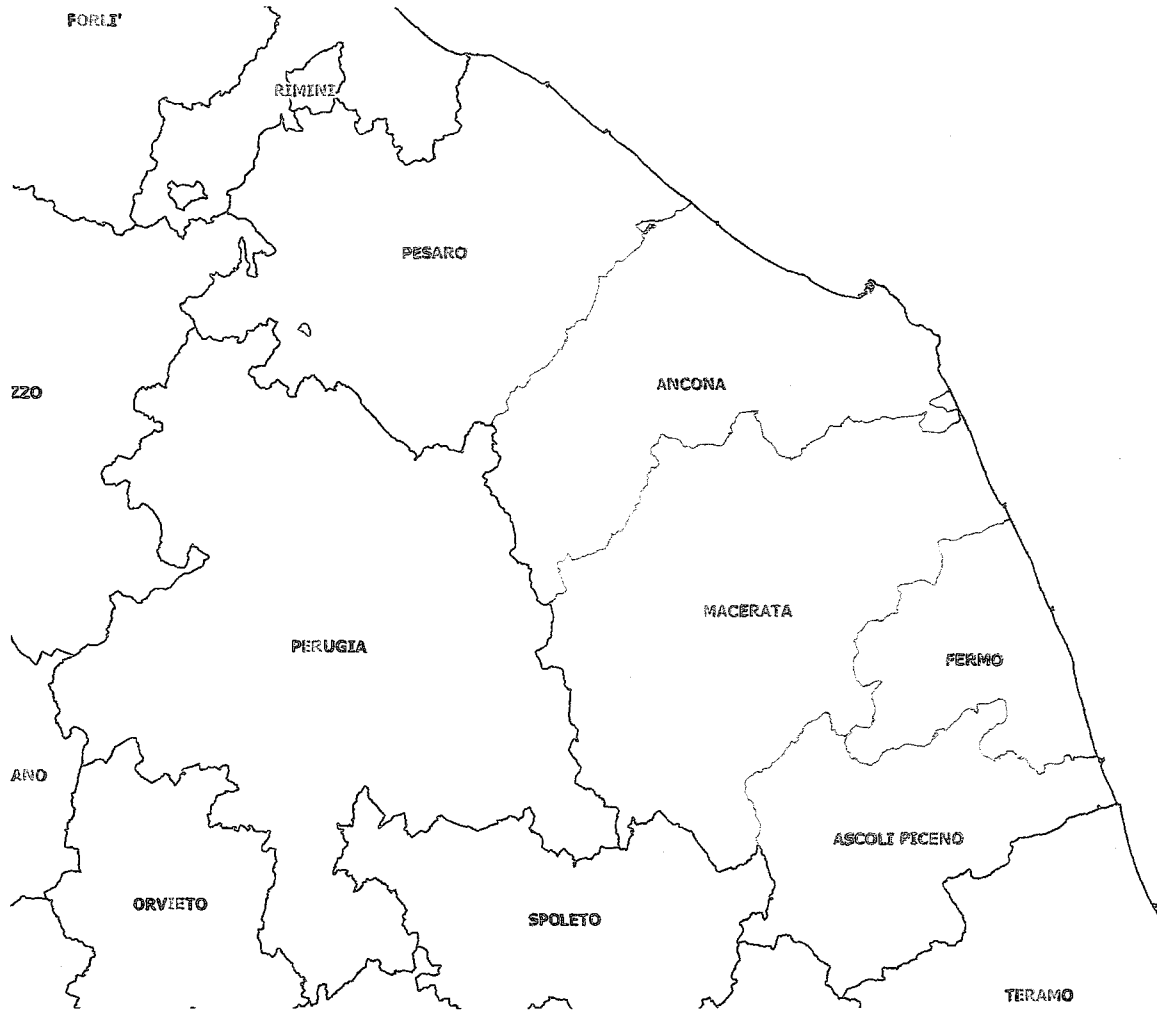 FORLI'
RIMINI
PESARO
ZZO
ANCONA
MACERATA
PERUGIA
FERMO
ANO
ASCOLI PICENO
ORVIETO
SPOLETO
TERAMO